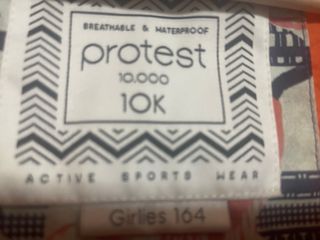 BREATHABLE & WATERPROOF
protest
10.000
10K
ACTIVE SPORTS WEAR
Girlies 164